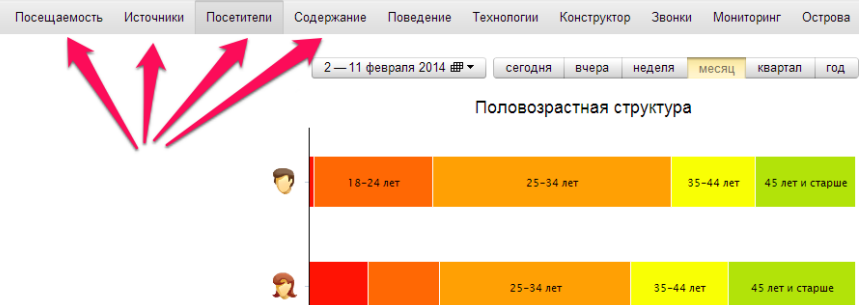 Посещаемость Источники Посетители Содержание Поведение Технологии Конструктор Звонки Мониторинг Острова
2 — 11 февраля 2014 сегодня вчера неделя месяц квартал год
Половозрастная структура
18-24 лет 25-34 лет 35-44 лет 45 лет и старше
25-34 лет 35-44 лет 45 лет и старше